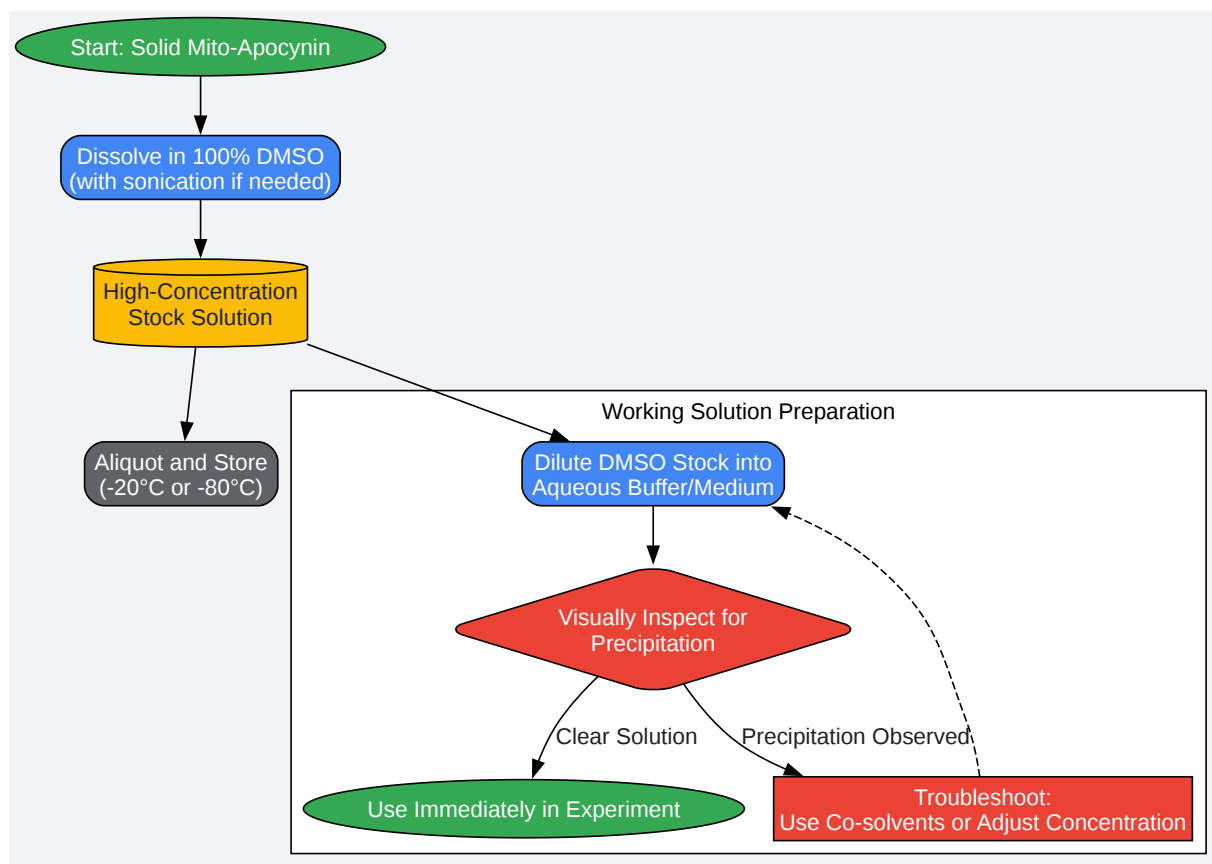 Start: Solid Mito-Apocynin
Dissolve in 100% DMSO
(with sonication if needed)
High-Concentration
Stock Solution
Aliquot and Store
(-20°C or -80°C)
Working Solution Preparation
Dilute DMSO Stock into
Aqueous Buffer/Medium
Visually Inspect for
Precipitation
Clear Solution
Precipitation Observed
Use Immediately in Experiment
Troubleshoot:
Use Co-solvents or Adjust Concentration